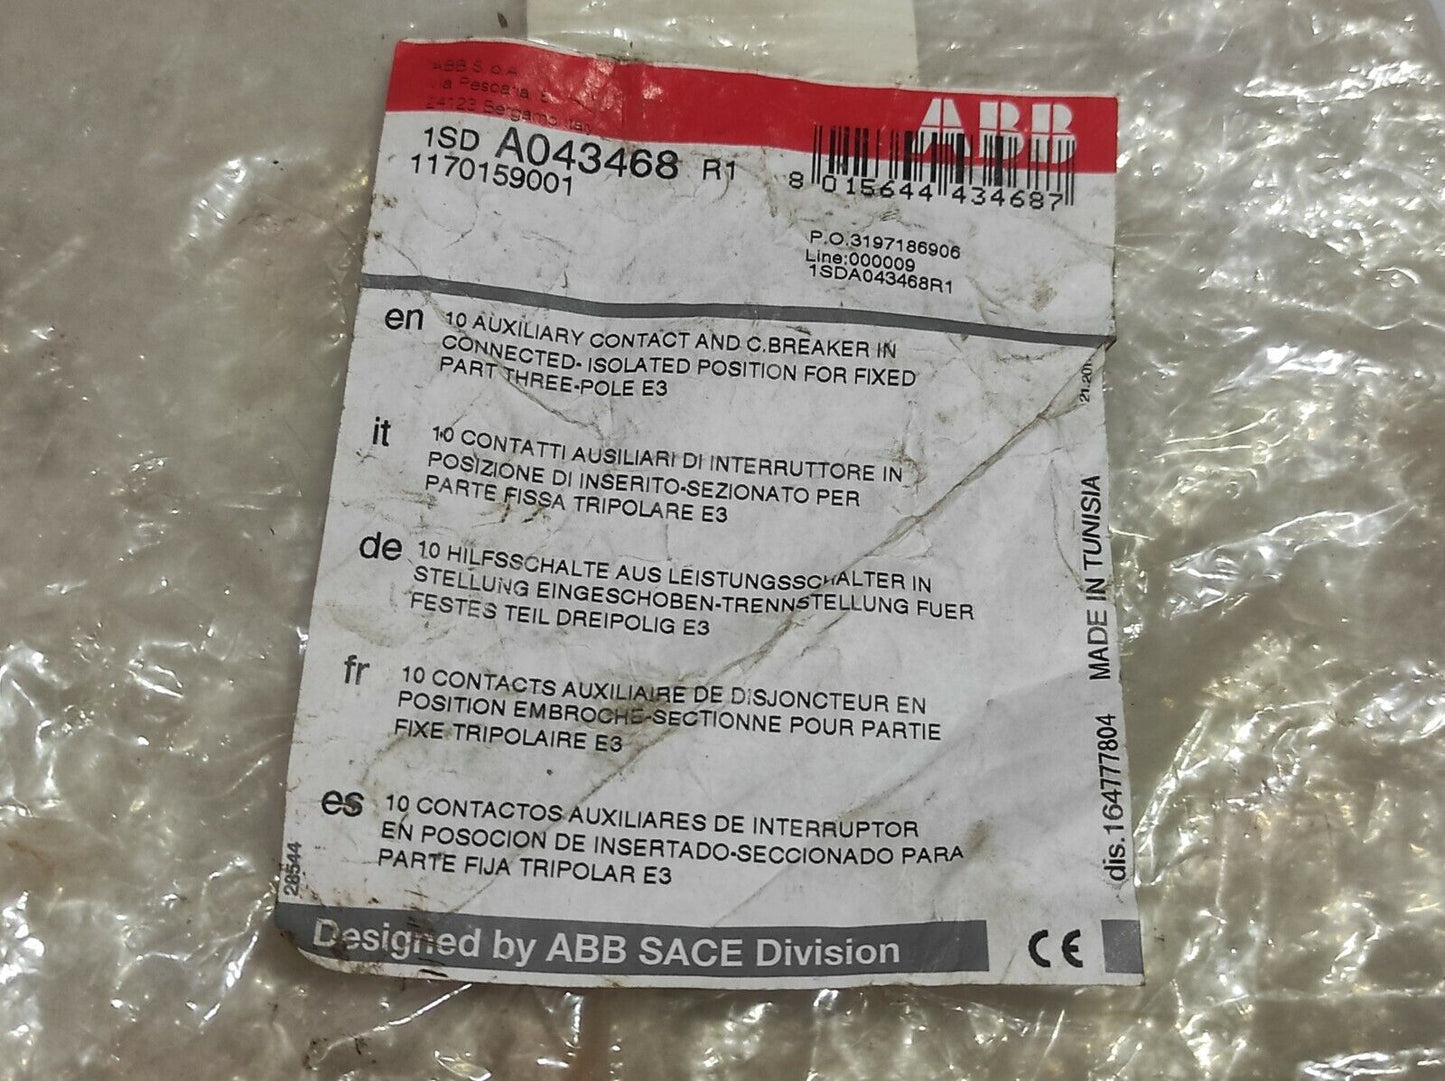 ABB S.p.A.
Via Pescaria,
24123 Bergamo
ABB
1SD A043468 R1
1170159001
8 015644 434687
P.O.3197186906
Line:000009
1SDA043468R1
en 10 AUXILIARY CONTACT AND C.BREAKER IN
CONNECTED- ISOLATED POSITION FOR FIXED
PART THREE-POLE E3
it 10 CONTATTI AUSILIARI DI INTERRUTTORE IN
POSIZIONE DI INSERITO-SEZIONATO PER
PARTE FISSA TRIPOLARE E3
de 10 HILFSSCHALTE AUS LEISTUNGSSCHALTER IN
STELLUNG EINGESCHOBEN-TRENNSTELLUNG FUER
FESTES TEIL DREIPOLIG E3
fr 10 CONTACTS AUXILIAIRE DE DISJONCTEUR EN
POSITION EMBROCHE-SECTIONNE POUR PARTIE
FIXE TRIPOLAIRE E3
es 10 CONTACTOS AUXILIARES DE INTERRUPTOR
EN POSOCION DE INSERTADO-SECCIONADO PARA
PARTE FIJA TRIPOLAR E3
28544
dis.164777804 MADE IN TUNISIA
Designed by ABB SACE Division
CE